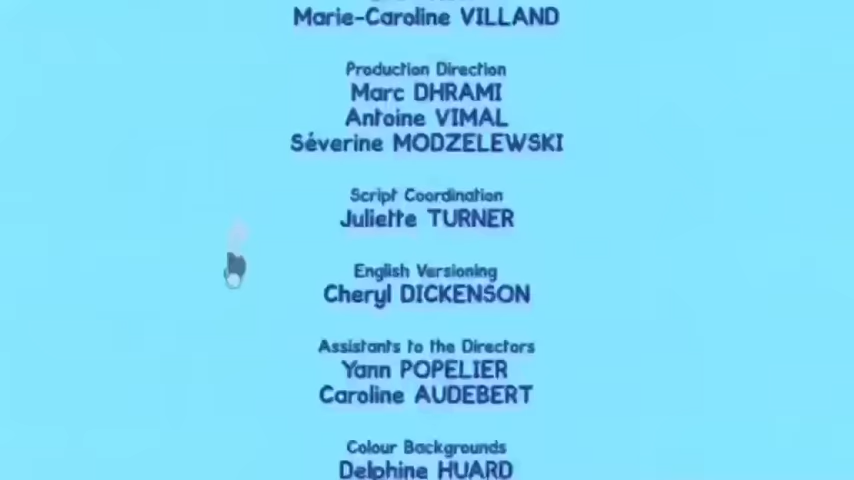 Marie-Caroline VILLAND
Production Direction
Marc DHRAMI
Antoine VIMAL
Séverine MODZELEWSKI
Script Coordination
Juliette TURNER
English Versioning
Cheryl DICKENSON
Assistants to the Directors
Yann POPELIER
Caroline AUDEBERT
Colour Backgrounds
Delphine HUARD